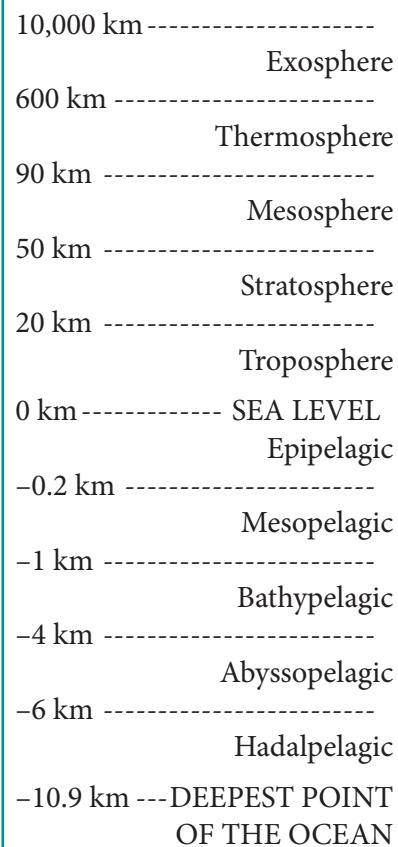 10,000 km ---------------------
Exosphere
600 km ------------------------
Thermosphere
90 km -------------------------
Mesosphere
50 km -------------------------
Stratosphere
20 km -------------------------
Troposphere
0 km ------------- SEA LEVEL
Epipelagic
–0.2 km -----------------------
Mesopelagic
–1 km -------------------------
Bathypelagic
–4 km -------------------------
Abyssopelagic
–6 km -------------------------
Hadalpelagic
–10.9 km ---DEEPEST POINT
OF THE OCEAN